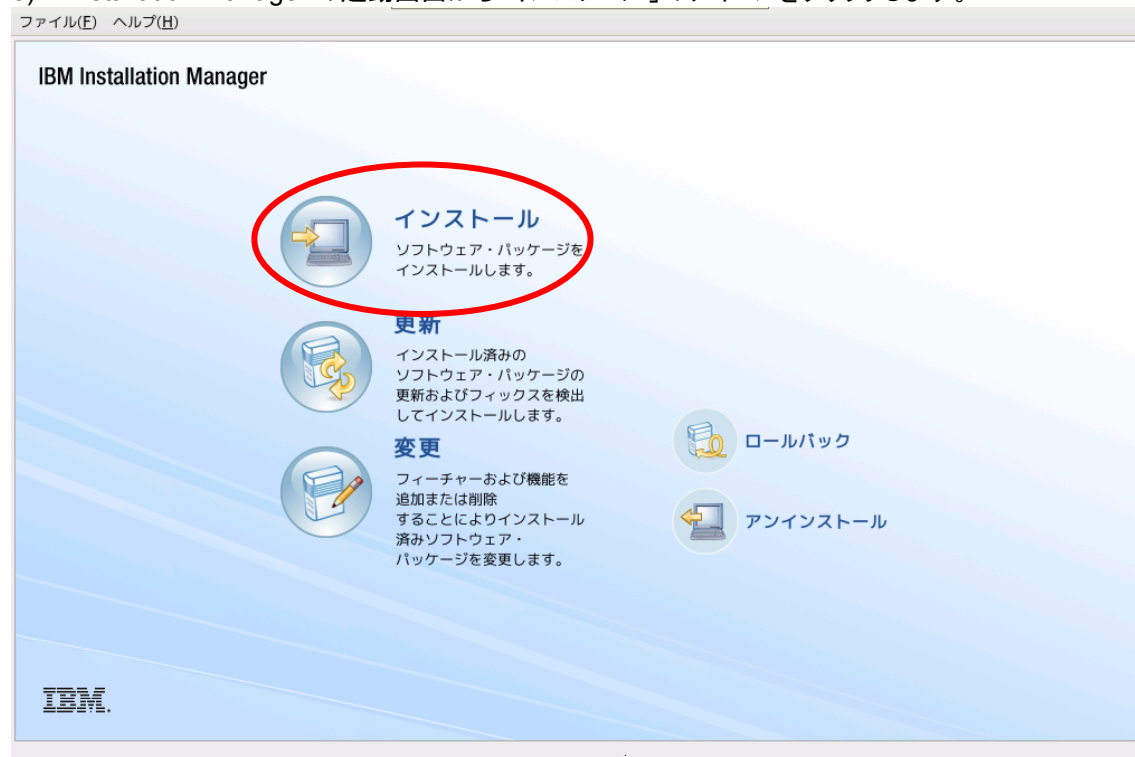 ファイル(F) ヘルプ(H)
IBM Installation Manager
インストール
ソフトウェア・パッケージを
インストールします。
更新
インストール済みの
ソフトウェア・パッケージの
更新およびフィックスを検出
してインストールします。
変更
フィーチャーおよび機能を
追加または削除
することによりインストール
済みソフトウェア・
パッケージを変更します。
ロールバック
アンインストール
IBM.